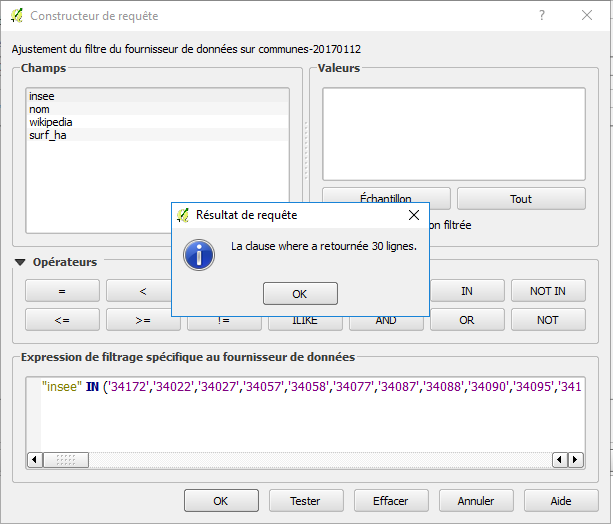 Constructeur de requête
?
Ajustement du filtre du fournisseur de données sur communes-20170112
Champs
Valeurs
insee
nom
wikipedia
surf_ha
Échantillon
Tout
filtrée
Résultat de requête
La clause where a retournée 30 lignes.
OK
Opérateurs
=
<
IN
NOT IN
<=
>=
!=
ILIKE
AND
OR
NOT
Expression de filtrage spécifique au fournisseur de données
"insee" IN ('34172','34022','34027','34057','34058','34077','34087','34088','34090','34095','341
OK
Tester
Effacer
Annuler
Aide